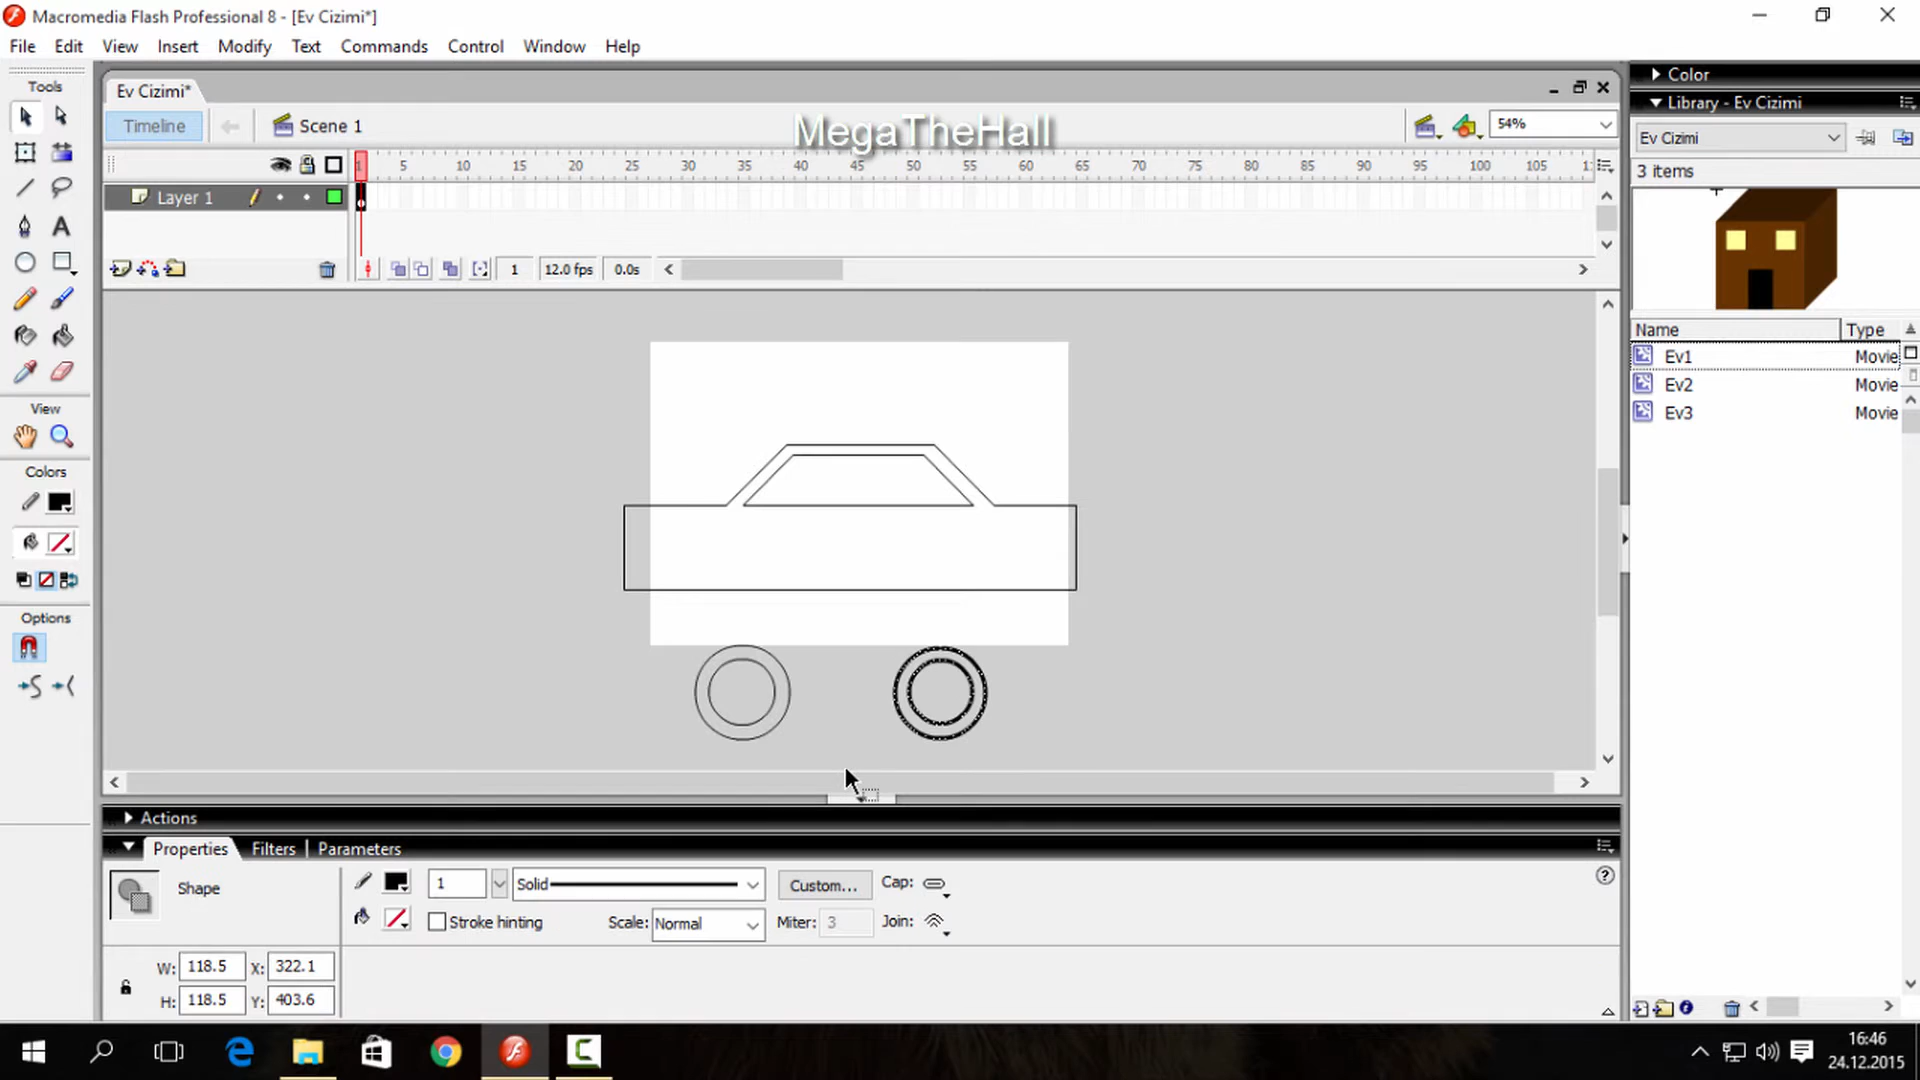 Macromedia Flash Professional 8 - [Ev Cizimi*]
File Edit View Insert Modify Text Commands Control Window Help
Tools
Ev Cizimi*
Timeline
Scene 1
MegaTheHall
54%
1 5 10 15 20 25 30 35 40 45 50 55 60 65 70 75 80 85 90 95 100 105
Layer 1
1 12.0 fps 0.0s
View
Colors
Options
Color
Library - Ev Cizimi
Ev Cizimi
3 items
Name Type
Ev1 Movie
Ev2 Movie
Ev3 Movie
Actions
Properties Filters Parameters
Shape
1 Solid Custom... Cap:
Stroke hinting Scale: Normal Miter: 3 Join:
W: 118.5 X: 322.1
H: 118.5 Y: 403.6
16:46
24.12.2015